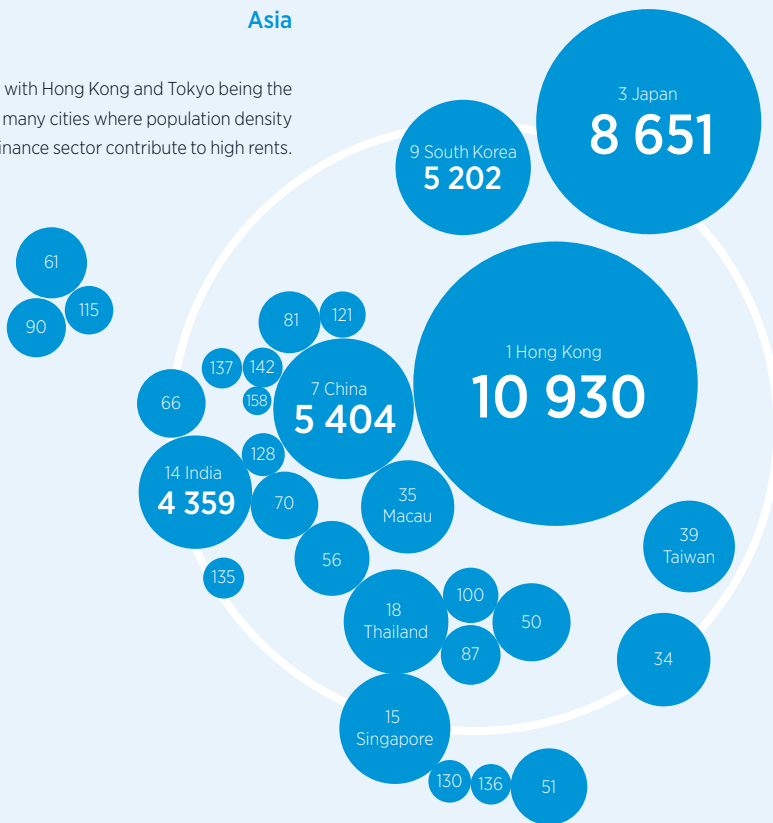 Asia
with Hong Kong and Tokyo being the
many cities where population density
inance sector contribute to high rents.
3 Japan
8 651
9 South Korea
5 202
61
115
90
81
121
1 Hong Kong
10 930
137
142
158
7 China
5 404
66
128
14 India
4 359
70
35
Macau
39
Taiwan
56
135
100
18
Thailand
50
87
34
15
Singapore
130
136
51